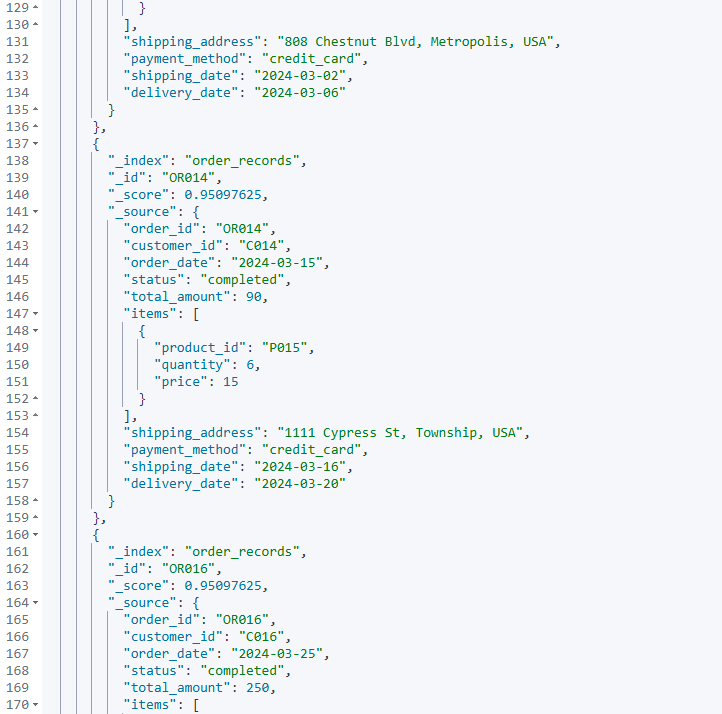 129 }
130 ],
131 "shipping_address": "808 Chestnut Blvd, Metropolis, USA",
132 "payment_method": "credit_card",
133 "shipping_date": "2024-03-02",
134 "delivery_date": "2024-03-06"
135 }
136 },
137 {
138 "_index": "order_records",
139 "_id": "OR014",
140 "_score": 0.95097625,
141 "_source": {
142 "order_id": "OR014",
143 "customer_id": "C014",
144 "order_date": "2024-03-15",
145 "status": "completed",
146 "total_amount": 90,
147 "items": [
148 {
149 "product_id": "P015",
150 "quantity": 6,
151 "price": 15
152 }
153 ],
154 "shipping_address": "1111 Cypress St, Township, USA",
155 "payment_method": "credit_card",
156 "shipping_date": "2024-03-16",
157 "delivery_date": "2024-03-20"
158 }
159 },
160 {
161 "_index": "order_records",
162 "_id": "OR016",
163 "_score": 0.95097625,
164 "_source": {
165 "order_id": "OR016",
166 "customer_id": "C016",
167 "order_date": "2024-03-25",
168 "status": "completed",
169 "total_amount": 250,
170 "items": [